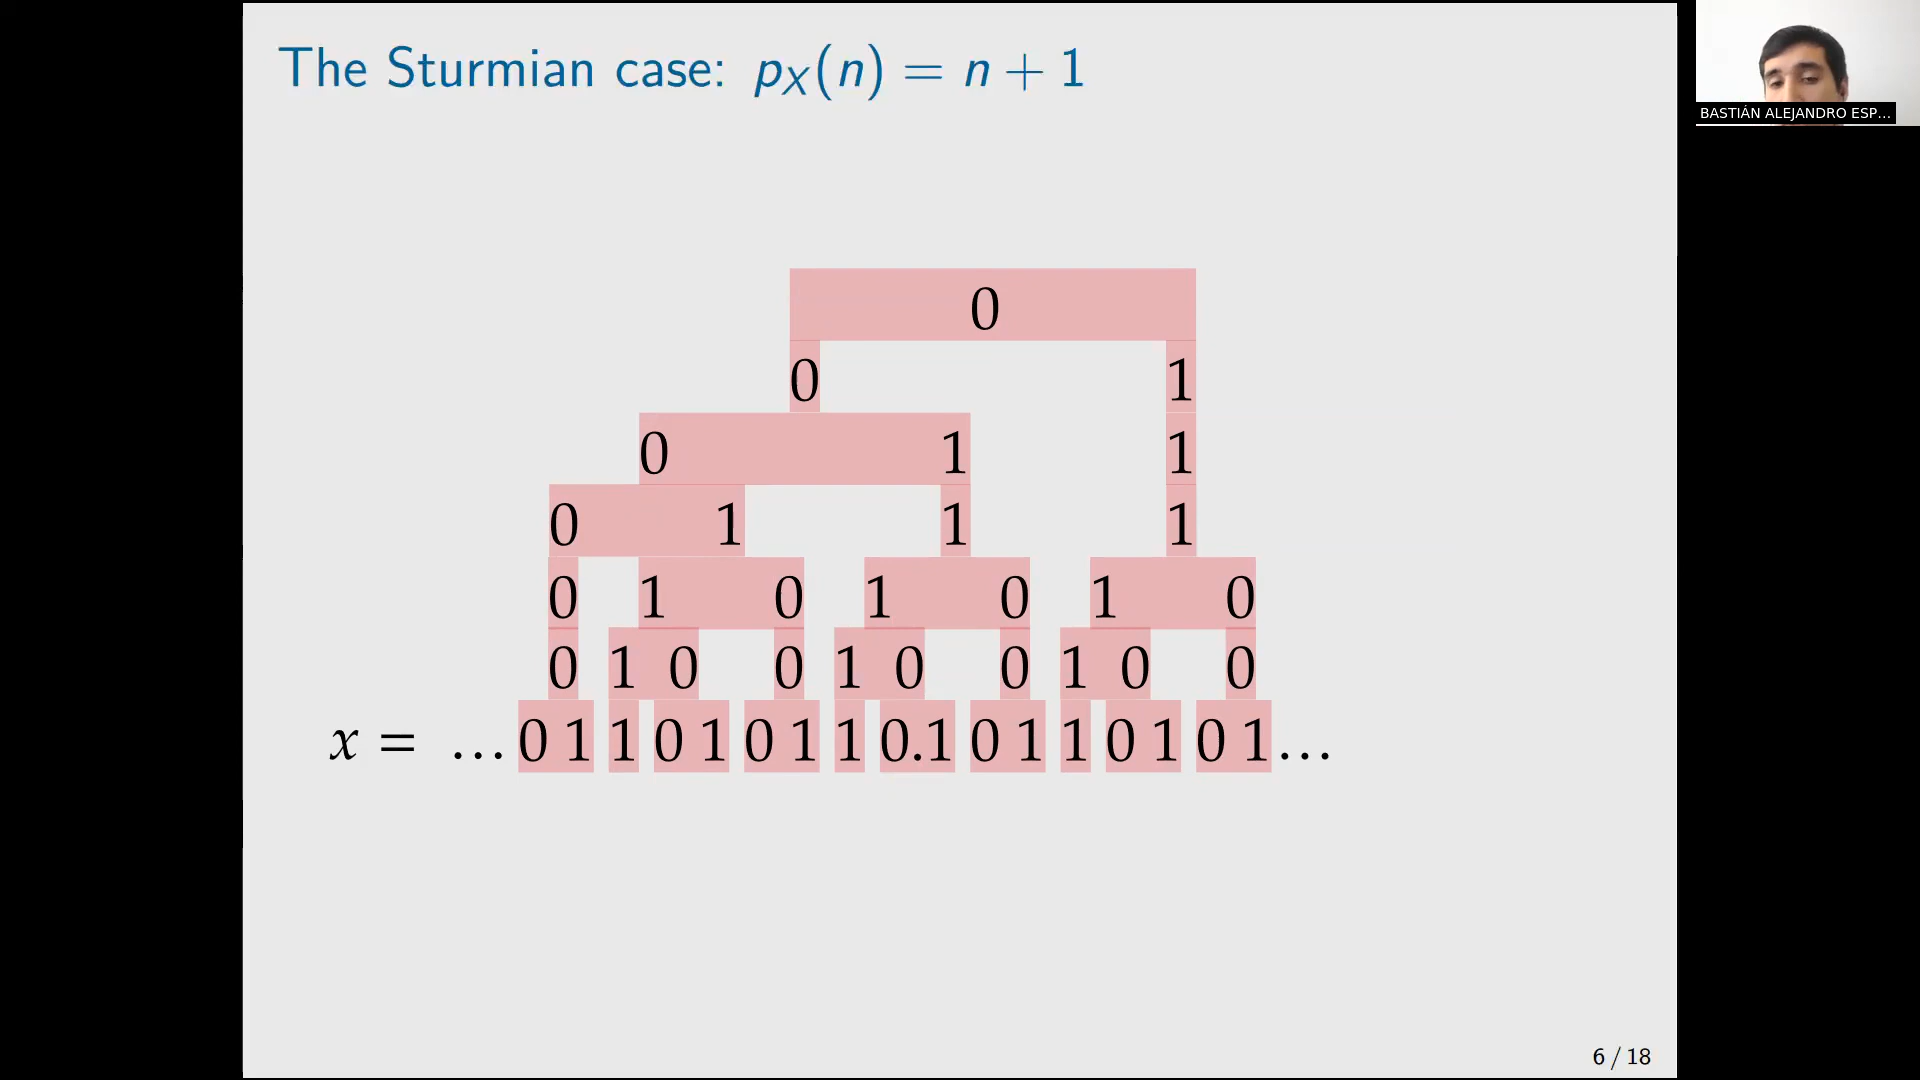 The Sturmian case: pX(n) = n + 1
BASTIÁN ALEJANDRO ESP...
0
0 1
0 1 1
0 1 1 1
0 1 0 1 0 1 0
0 1 0 0 1 0 0 1 0 0
x = ...0 1 1 0 1 0 1 1 0.1 0 1 1 0 1 0 1...
6 / 18